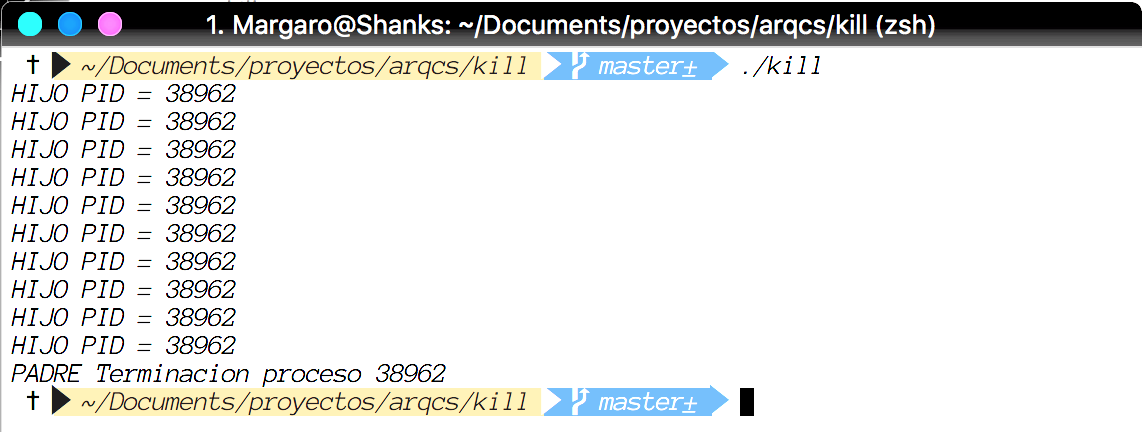 1. Margaro@Shanks: ~/Documents/proyectos/arqcs/kill (zsh)
† ~/Documents/proyectos/arqcs/kill master± ./kill
HIJO PID = 38962
HIJO PID = 38962
HIJO PID = 38962
HIJO PID = 38962
HIJO PID = 38962
HIJO PID = 38962
HIJO PID = 38962
HIJO PID = 38962
HIJO PID = 38962
HIJO PID = 38962
PADRE Terminacion proceso 38962
† ~/Documents/proyectos/arqcs/kill master±